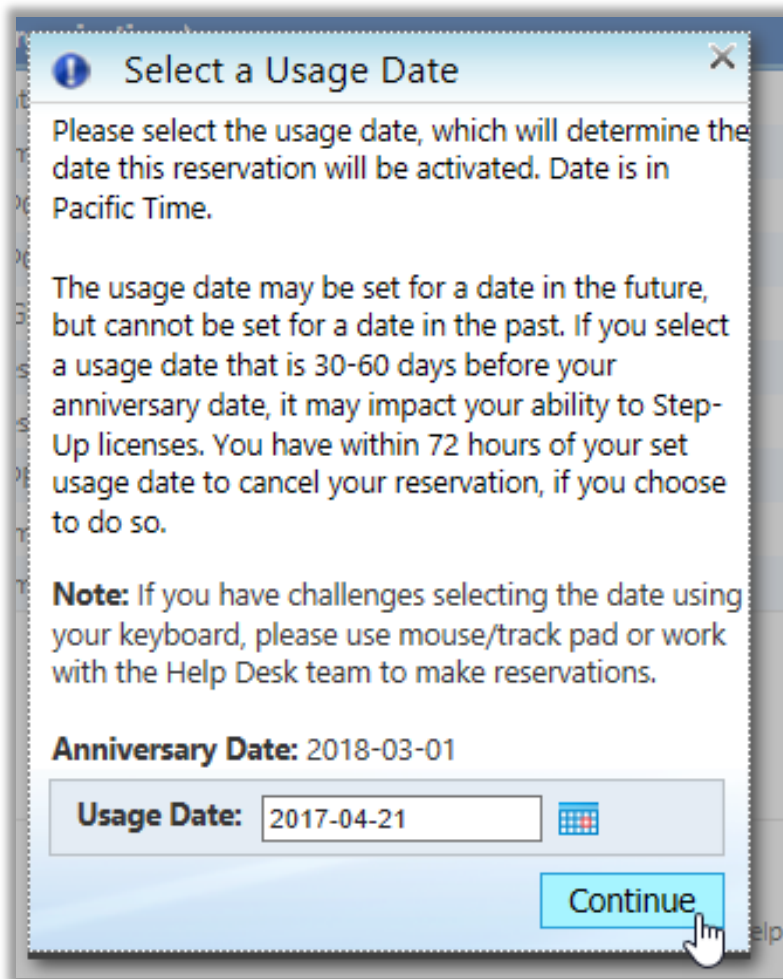 Select a Usage Date
Please select the usage date, which will determine the
date this reservation will be activated. Date is in
Pacific Time.
The usage date may be set for a date in the future,
but cannot be set for a date in the past. If you select
a usage date that is 30-60 days before your
anniversary date, it may impact your ability to Step-
Up licenses. You have within 72 hours of your set
usage date to cancel your reservation, if you choose
to do so.
Note: If you have challenges selecting the date using
your keyboard, please use mouse/track pad or work
with the Help Desk team to make reservations.
Anniversary Date: 2018-03-01
Usage Date: 2017-04-21
Continue